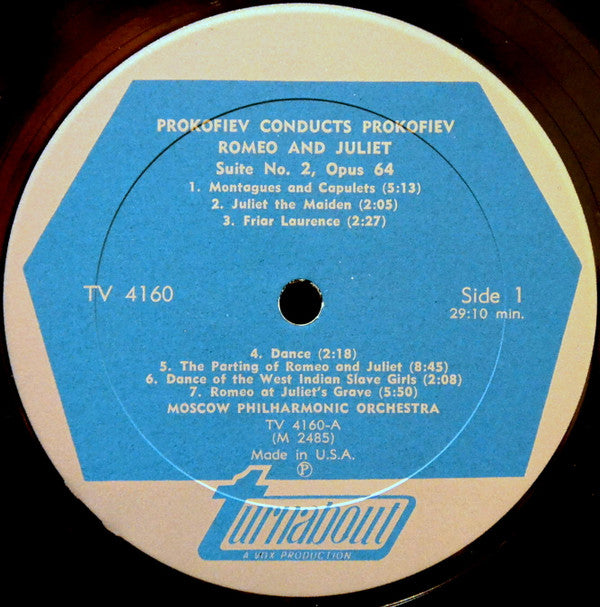 PROKOFIEV CONDUCTS PROKOFIEV
ROMEO AND JULIET
Suite No. 2, Opus 64
1. Montagues and Capulets (5:13)
2. Juliet the Maiden (2:05)
3. Friar Laurence (2:27)
TV 4160
Side 1
29:10 min.
4. Dance (2:18)
5. The Parting of Romeo and Juliet (8:45)
6. Dance of the West Indian Slave Girls (2:08)
7. Romeo at Juliet's Grave (5:50)
MOSCOW PHILHARMONIC ORCHESTRA
TV 4160-A
(M 2485)
Made in U.S.A.
℗
turnabout
A VOX PRODUCTION